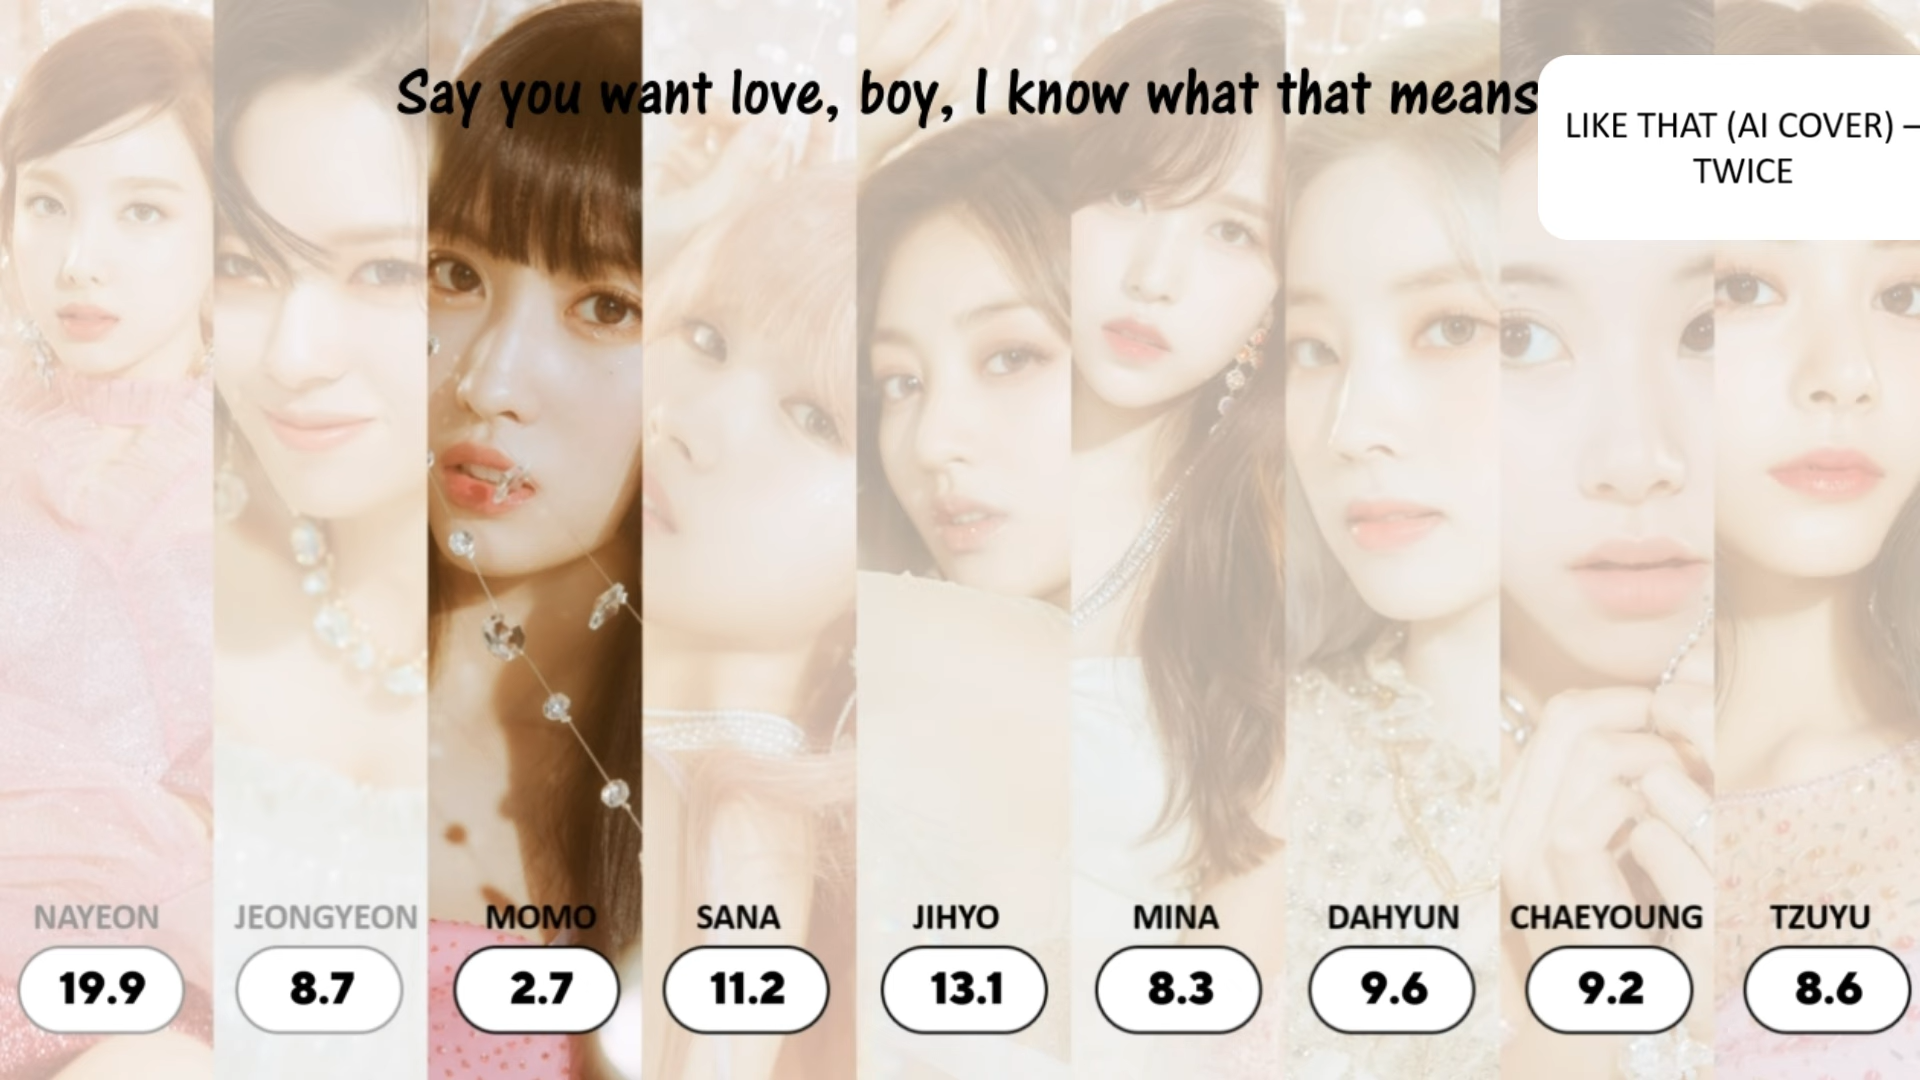 Say you want love, boy, I know what that means
LIKE THAT (AI COVER) –
TWICE
NAYEON
JEONGYEON
MOMO
SANA
JIHYO
MINA
DAHYUN
CHAEYOUNG
TZUYU
19.9
8.7
2.7
11.2
13.1
8.3
9.6
9.2
8.6